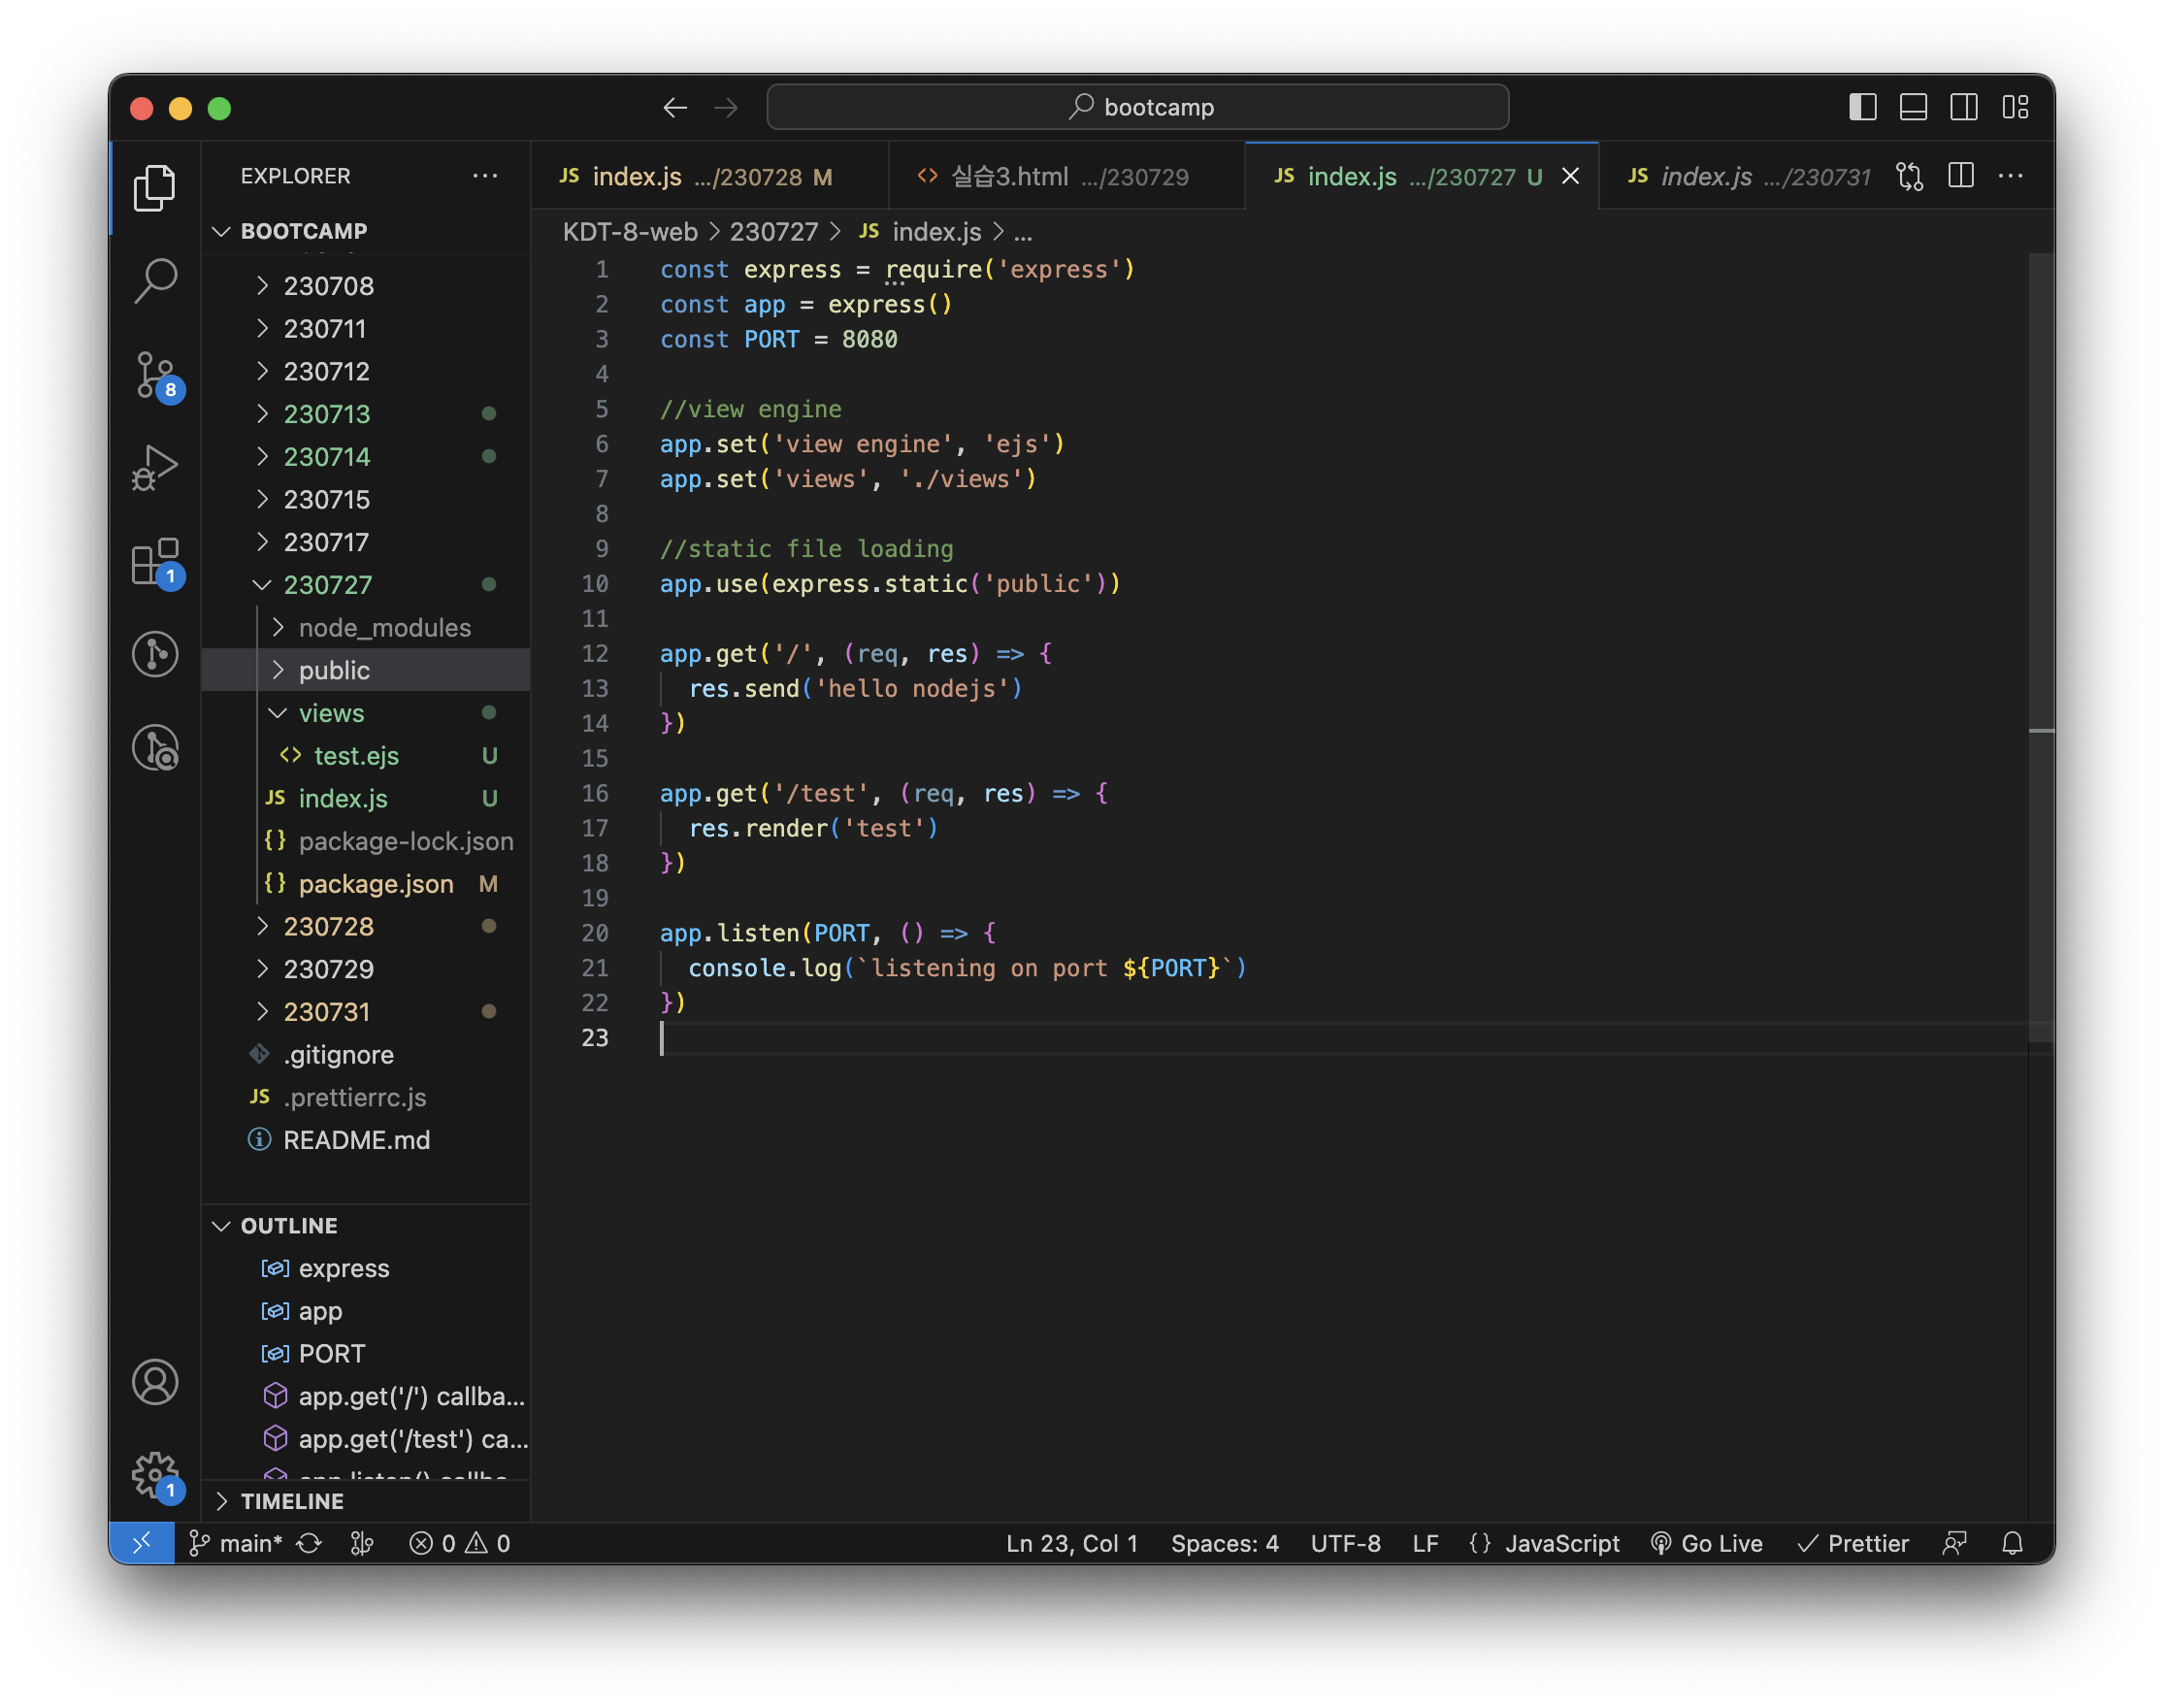 bootcamp
EXPLORER
BOOTCAMP
230708
230711
230712
230713
230714
230715
230717
230727
node_modules
public
views
test.ejs U
index.js U
package-lock.json
package.json M
230728
230729
230731
.gitignore
.prettierrc.js
README.md
OUTLINE
express
app
PORT
app.get('/') callba...
app.get('/test') ca...
TIMELINE
8
1
1
index.js .../230728 M
실습3.html .../230729
index.js .../230727 U
index.js .../230731
KDT-8-web > 230727 > JS index.js > ...
1 const express = require('express')
2 const app = express()
3 const PORT = 8080
4
5 //view engine
6 app.set('view engine', 'ejs')
7 app.set('views', './views')
8
9 //static file loading
10 app.use(express.static('public'))
11
12 app.get('/', (req, res) => {
13 res.send('hello nodejs')
14 })
15
16 app.get('/test', (req, res) => {
17 res.render('test')
18 })
19
20 app.listen(PORT, () => {
21 console.log(`listening on port ${PORT}`)
22 })
23
main* 0 0 Ln 23, Col 1 Spaces: 4 UTF-8 LF {} JavaScript Go Live Prettier